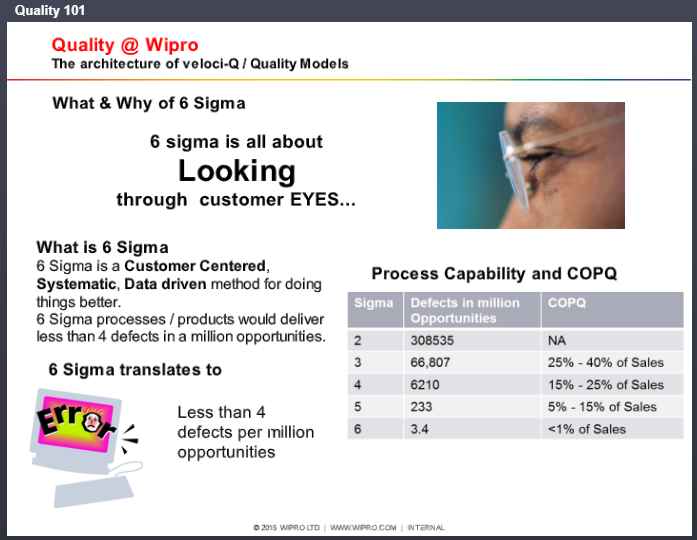 Quality 101
Quality @ Wipro
The architecture of veloci-Q / Quality Models
What & Why of 6 Sigma
6 sigma is all about
Looking
through customer EYES...
What is 6 Sigma
6 Sigma is a Customer Centered,
Systematic, Data driven method for doing
things better.
6 Sigma processes / products would deliver
less than 4 defects in a million opportunities.
6 Sigma translates to
Error
Less than 4
defects per million
opportunities
Process Capability and COPQ
Sigma Defects in million COPQ
Opportunities
2 308535 NA
3 66,807 25% - 40% of Sales
4 6210 15% - 25% of Sales
5 233 5% - 15% of Sales
6 3.4 <1% of Sales
© 2015 WIPRO LTD | WWW.WIPRO.COM | INTERNAL